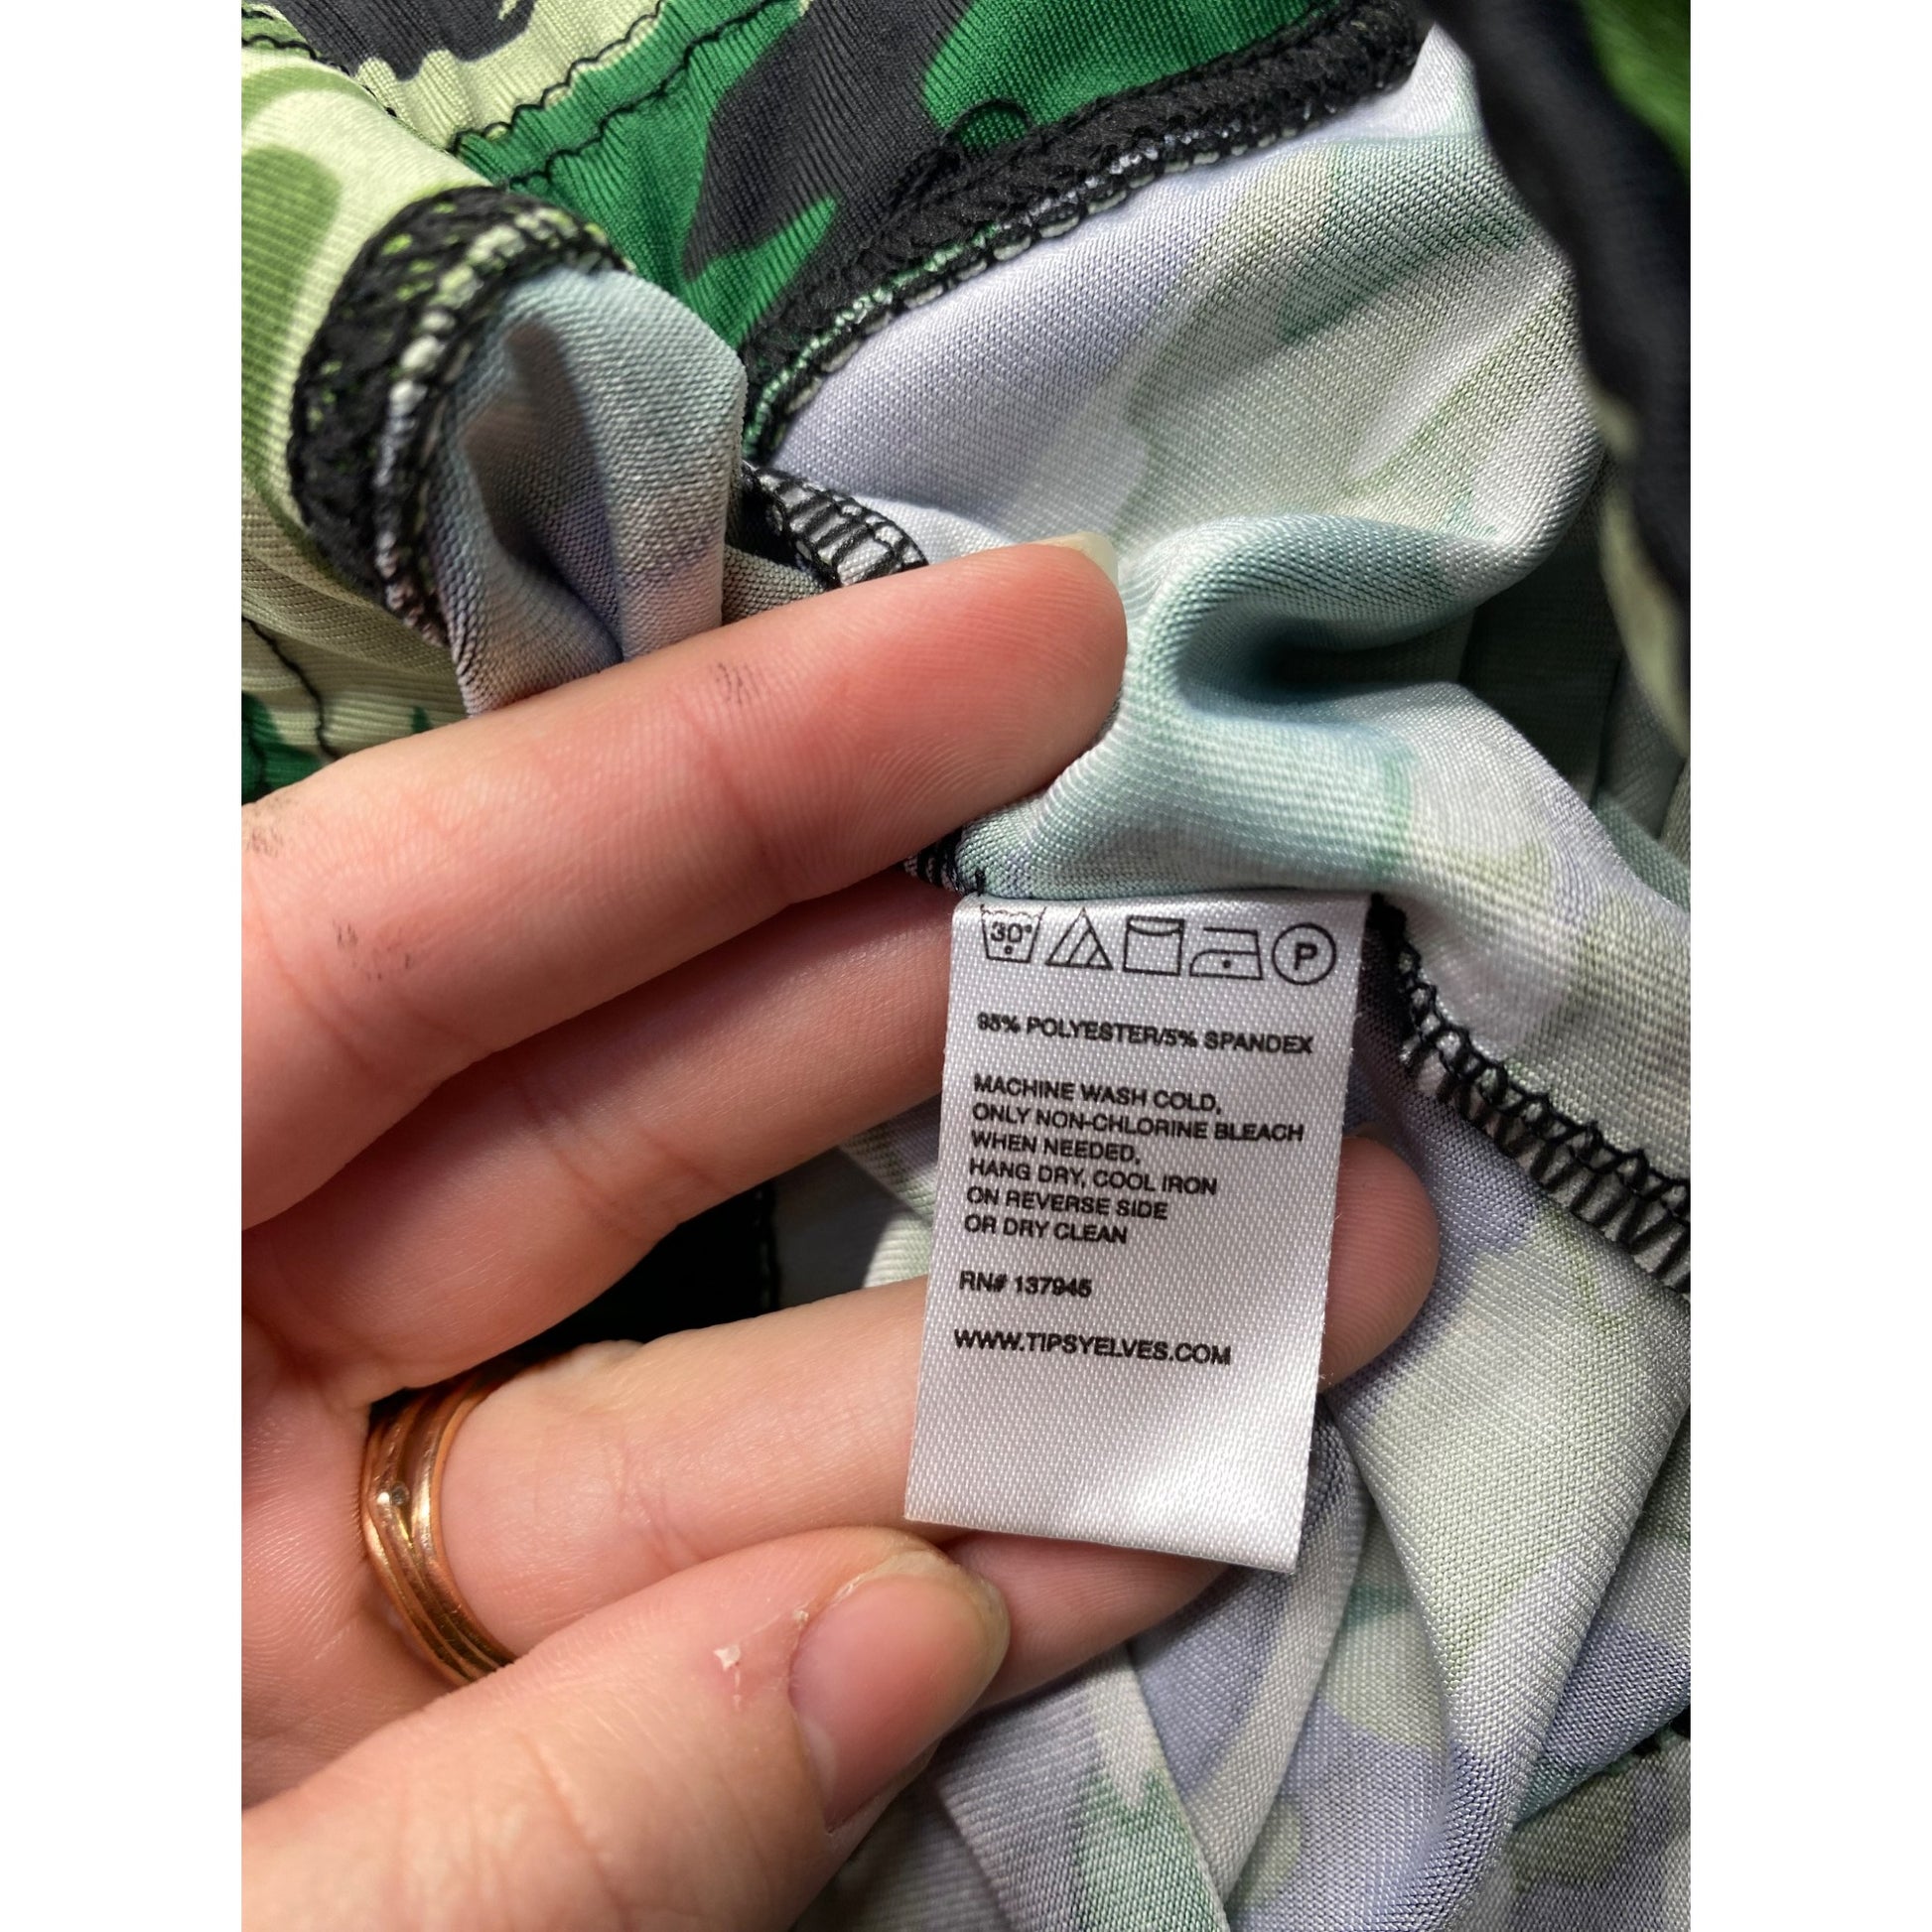 30°
P
95% POLYESTER/5% SPANDEX
MACHINE WASH COLD,
ONLY NON-CHLORINE BLEACH
WHEN NEEDED,
HANG DRY, COOL IRON
ON REVERSE SIDE
OR DRY CLEAN
RN# 137945
WWW.TIPSYELVES.COM